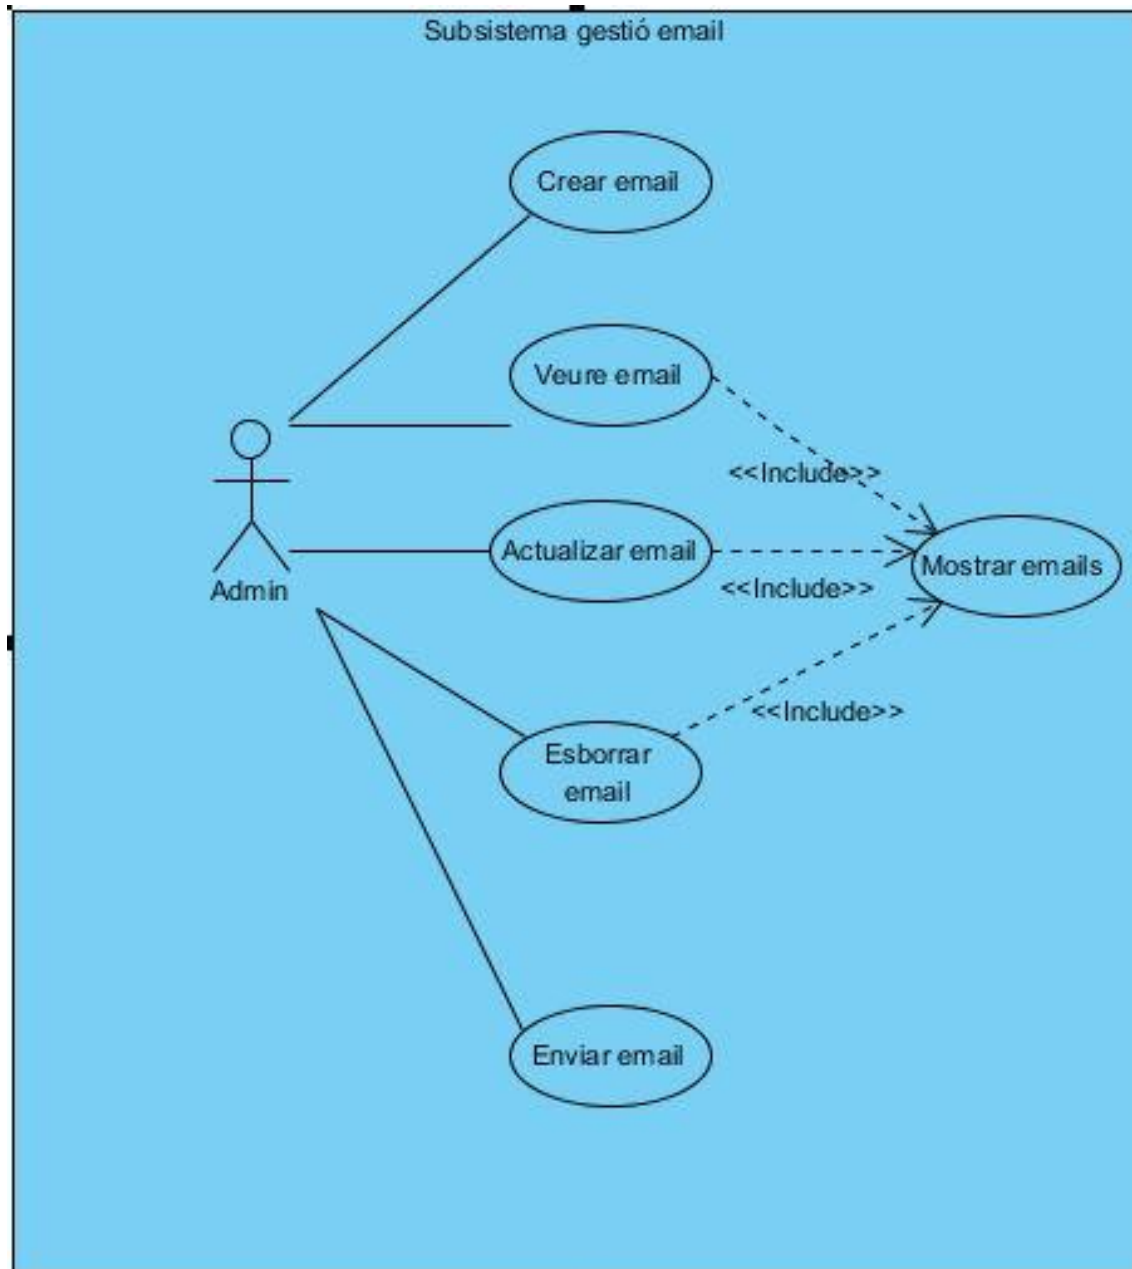 Subsistema gestió email
Crear email
Veure email
<<Include>>
Actualizar email
Mostrar emails
<<Include>>
Admin
<<Include>>
Esborrar
email
Enviar email